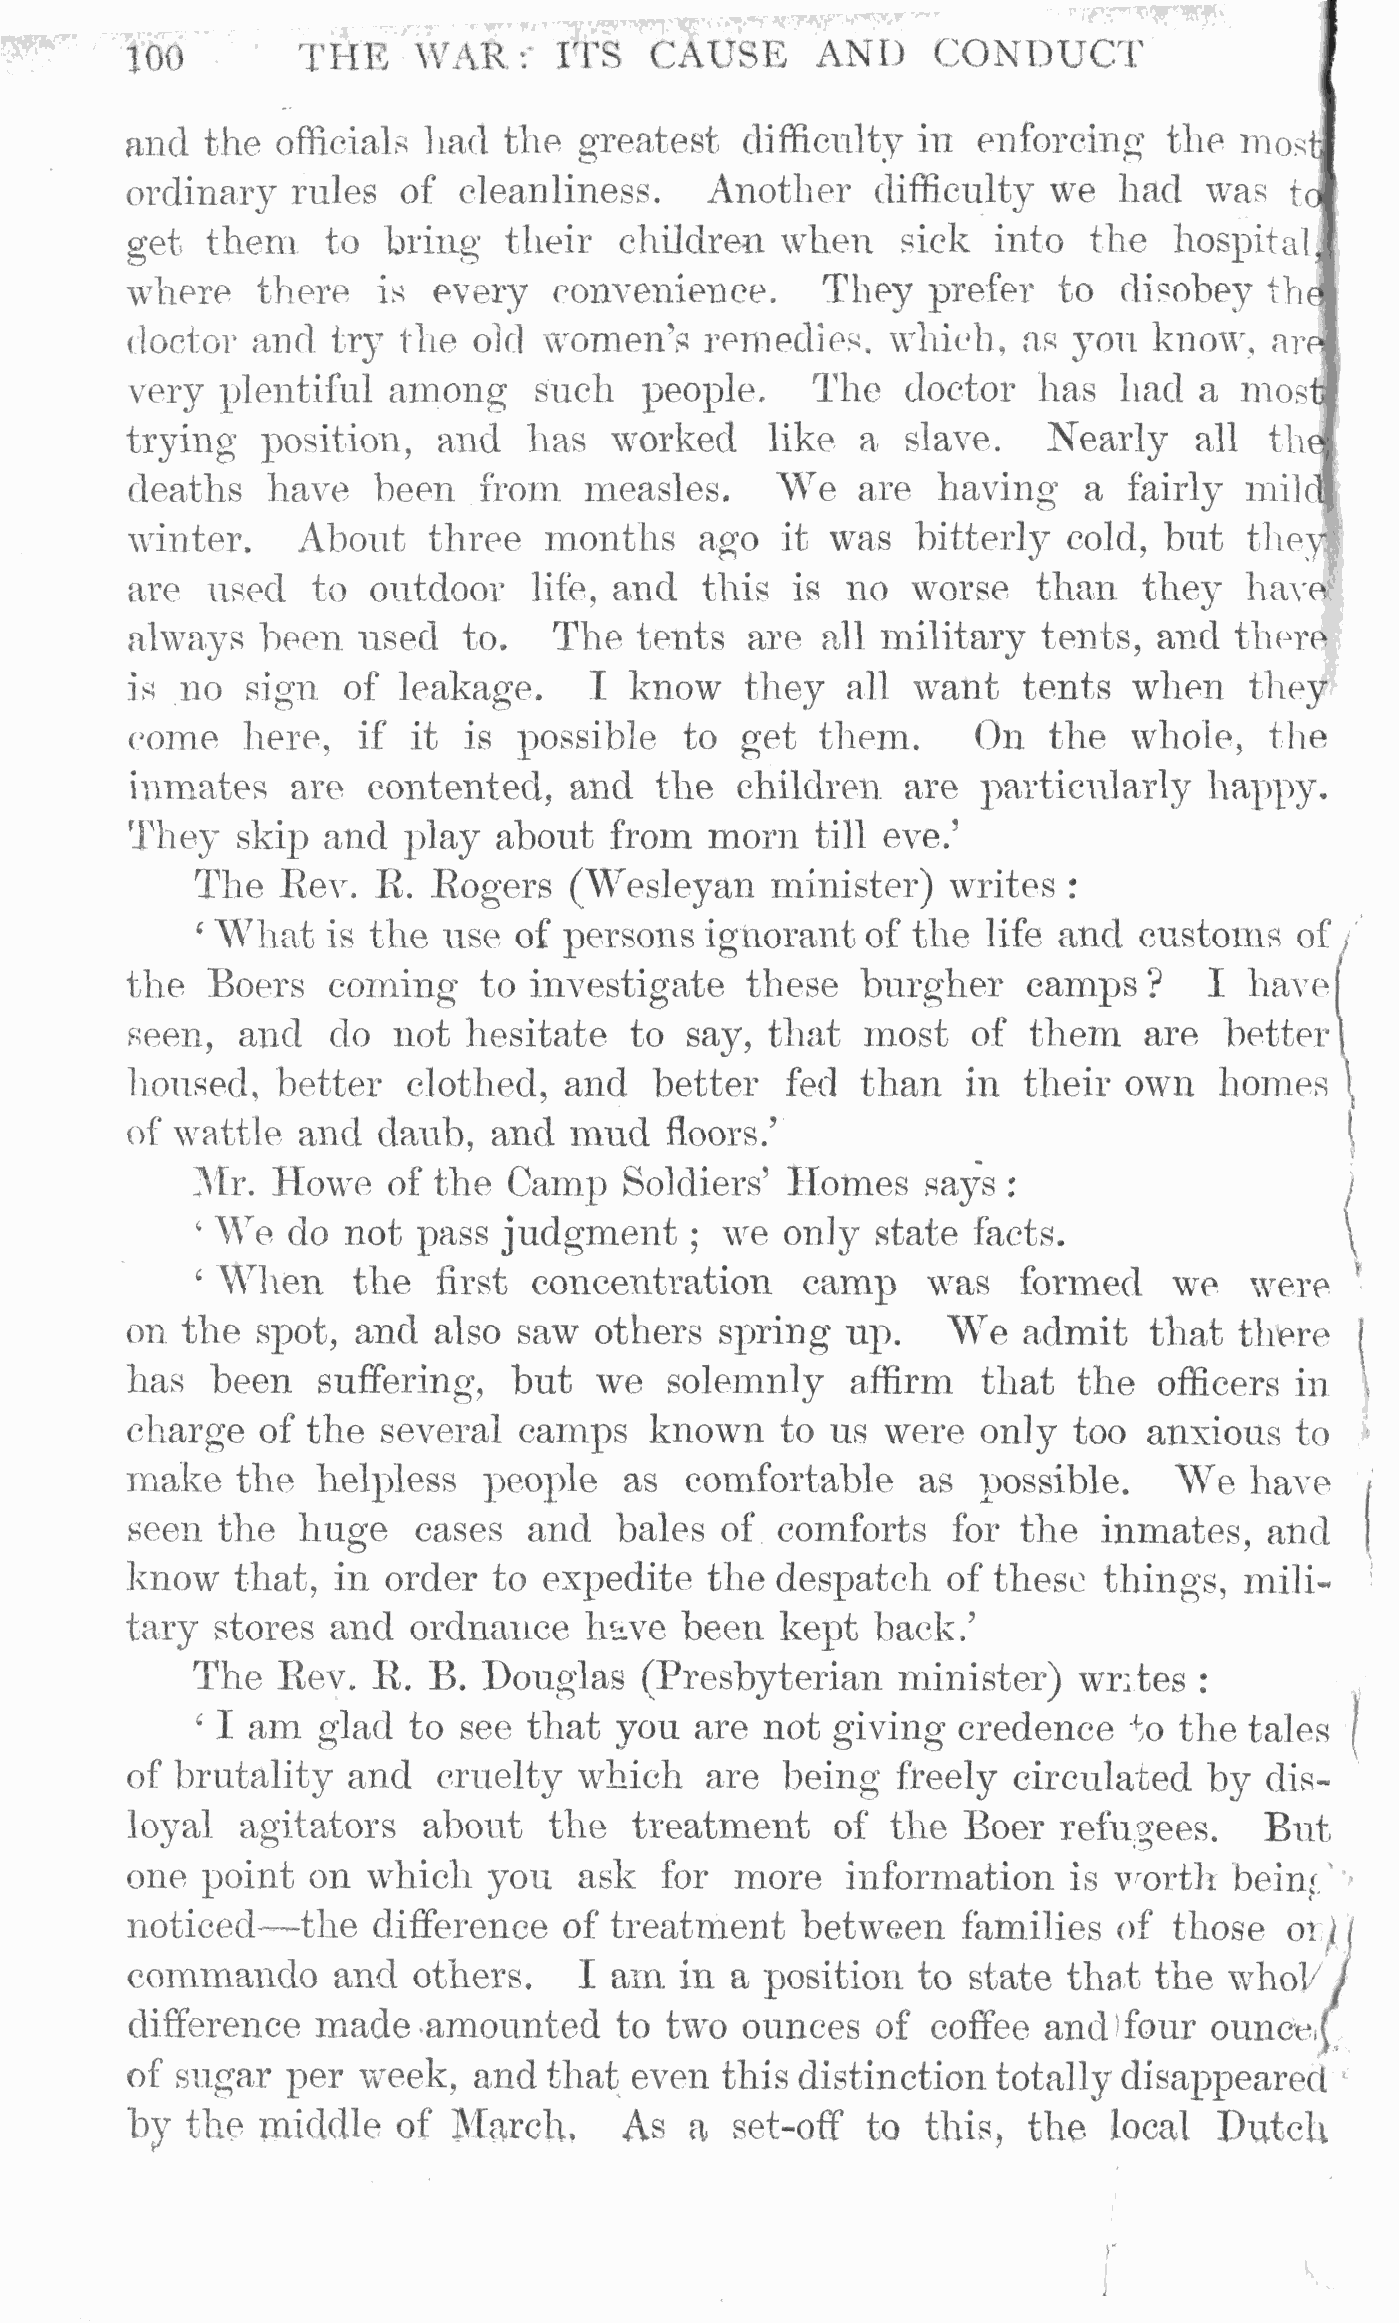 100 THE WAR: ITS CAUSE AND CONDUCT
and the officials had the greatest difficulty in enforcing the most
ordinary rules of cleanliness. Another difficulty we had was to
get them to bring their children when sick into the hospital,
where there is every convenience. They prefer to disobey the
doctor and try the old women's remedies, which, as you know, are
very plentiful among such people. The doctor has had a most
trying position, and has worked like a slave. Nearly all the
deaths have been from measles. We are having a fairly mild
winter. About three months ago it was bitterly cold, but they
are used to outdoor life, and this is no worse than they have
always been used to. The tents are all military tents, and there
is no sign of leakage. I know they all want tents when they
come here, if it is possible to get them. On the whole, the
inmates are contented, and the children are particularly happy.
They skip and play about from morn till eve.'
The Rev. R. Rogers (Wesleyan minister) writes :
'What is the use of persons ignorant of the life and customs of
the Boers coming to investigate these burgher camps? I have
seen, and do not hesitate to say, that most of them are better
housed, better clothed, and better fed than in their own homes
of wattle and daub, and mud floors.'
Mr. Howe of the Camp Soldiers' Homes says :
'We do not pass judgment ; we only state facts.
'When the first concentration camp was formed we were
on the spot, and also saw others spring up. We admit that there
has been suffering, but we solemnly affirm that the officers in
charge of the several camps known to us were only too anxious to
make the helpless people as comfortable as possible. We have
seen the huge cases and bales of comforts for the inmates, and
know that, in order to expedite the despatch of these things, mili-
tary stores and ordnance have been kept back.'
The Rev. R. B. Douglas (Presbyterian minister) writes :
'I am glad to see that you are not giving credence to the tales
of brutality and cruelty which are being freely circulated by dis-
loyal agitators about the treatment of the Boer refugees. But
one point on which you ask for more information is worth being
noticed—the difference of treatment between families of those on
commando and others. I am in a position to state that the whole
difference made amounted to two ounces of coffee and four ounces
of sugar per week, and that even this distinction totally disappeared
by the middle of March. As a set-off to this, the local Dutch